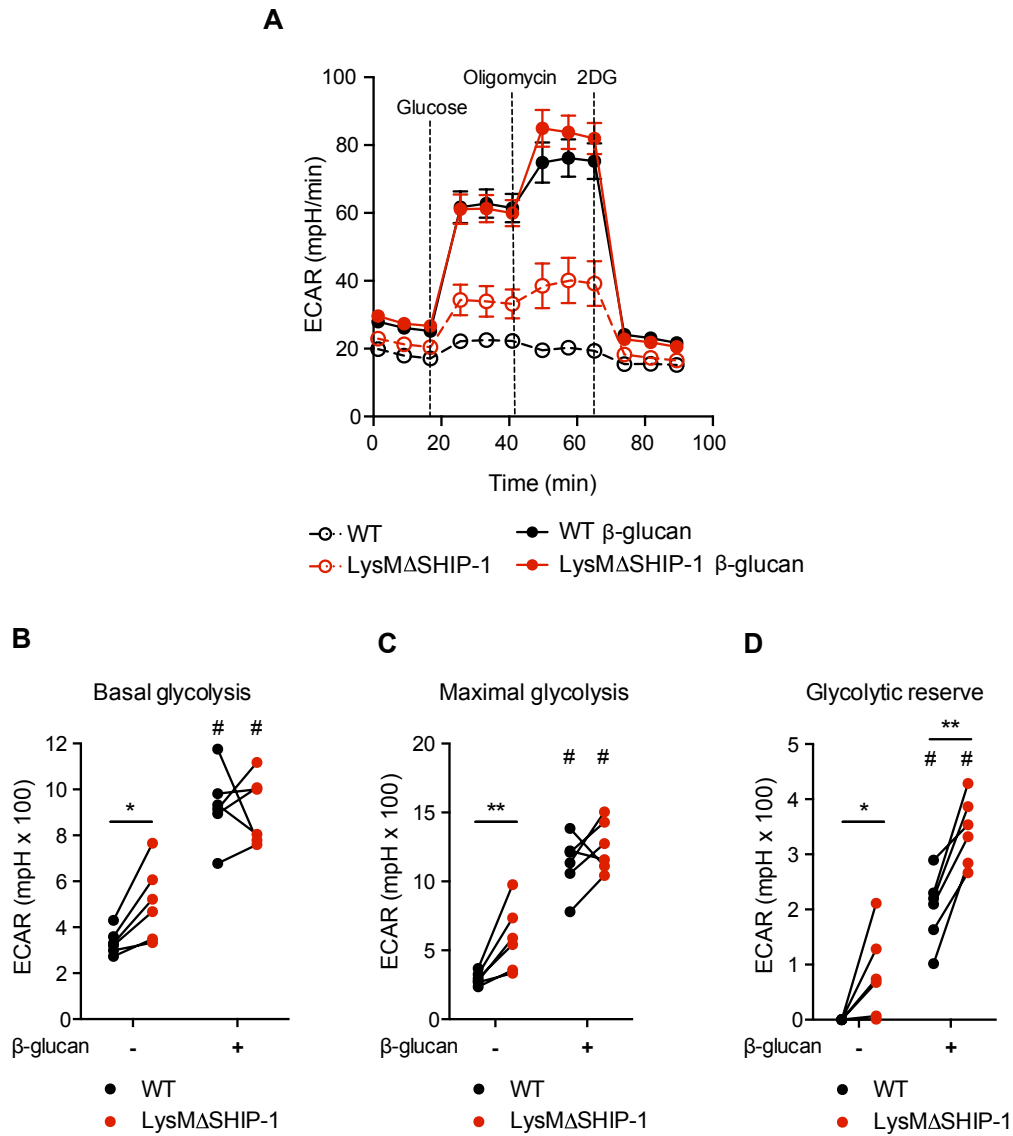 A
Oligomycin 2DG
Glucose
100
80
60
40
20
0
ECAR (mpH/min)
0 20 40 60 80 100
Time (min)
WT WT β-glucan
LysMΔSHIP-1 LysMΔSHIP-1 β-glucan
B
Basal glycolysis
# #
*
12
10
8
6
4
2
0
ECAR (mpH x 100)
β-glucan - +
WT
LysMΔSHIP-1
C
Maximal glycolysis
# #
**
20
15
10
5
0
ECAR (mpH x 100)
- +
WT
LysMΔSHIP-1
D
Glycolytic reserve
**
# #
*
5
4
3
2
1
0
ECAR (mpH x 100)
β-glucan - +
WT
LysMΔSHIP-1